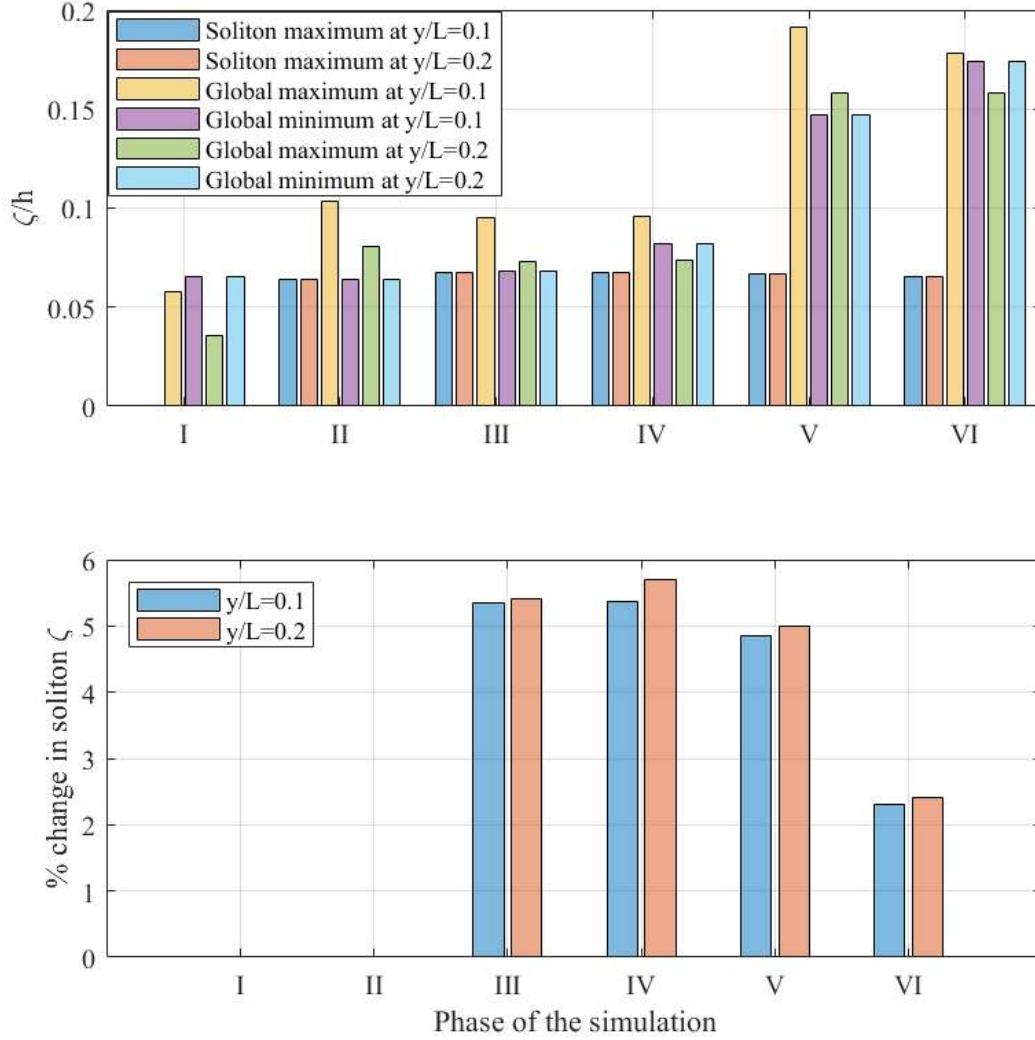 0.2
0.15
0.1
0.05
0
ζ/h
Soliton maximum at y/L=0.1
Soliton maximum at y/L=0.2
Global maximum at y/L=0.1
Global minimum at y/L=0.1
Global maximum at y/L=0.2
Global minimum at y/L=0.2
I II III IV V VI
6
5
4
3
2
1
0
% change in soliton ζ
y/L=0.1
y/L=0.2
I II III IV V VI
Phase of the simulation